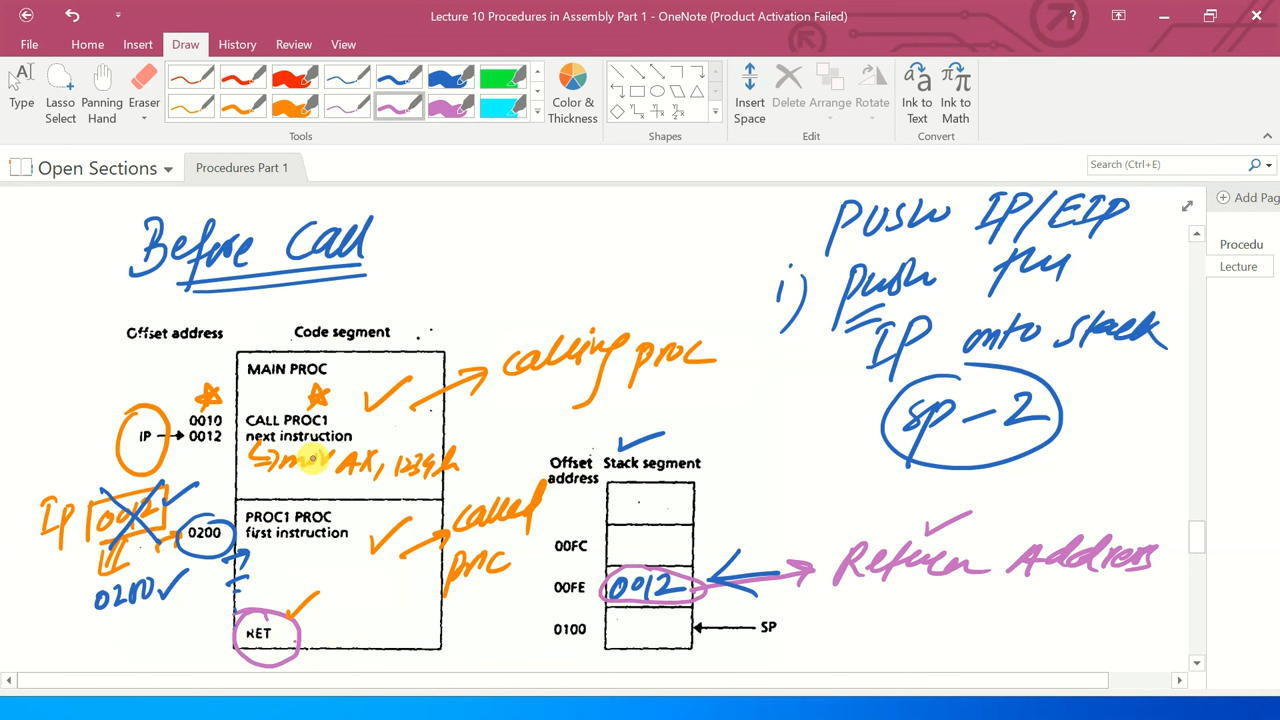 Lecture 10 Procedures in Assembly Part 1 - OneNote (Product Activation Failed)
?
File Home Insert Draw History Review View
Type
Lasso Select
Panning Hand
Eraser
Color & Thickness
Insert Space
Delete Arrange Rotate
Ink to Text
Ink to Math
Tools
Shapes
Edit
Convert
Open Sections
Procedures Part 1
Search (Ctrl+E)
Add Pag
Procedu
Lecture
Before Call
PUSH IP/EIP
i) push the
IP onto stack
SP - 2
Offset address Code segment
MAIN PROC
calling proc
0010 CALL PROC1
IP 0012 next instruction
mov AX, 1234h
IP 0012
0200 PROC1 PROC
first instruction
called
proc
0200
RET
Offset address Stack segment
00FC
00FE 0012
Return Address
0100 SP